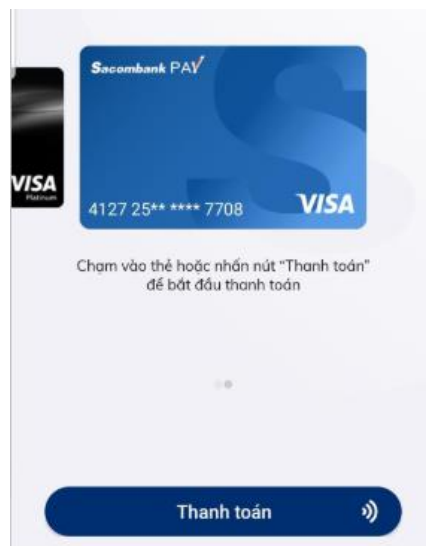 Sacombank PAY
VISA
Platinum
4127 25** **** 7708
VISA
Chạm vào thẻ hoặc nhấn nút "Thanh toán"
để bắt đầu thanh toán
Thanh toán